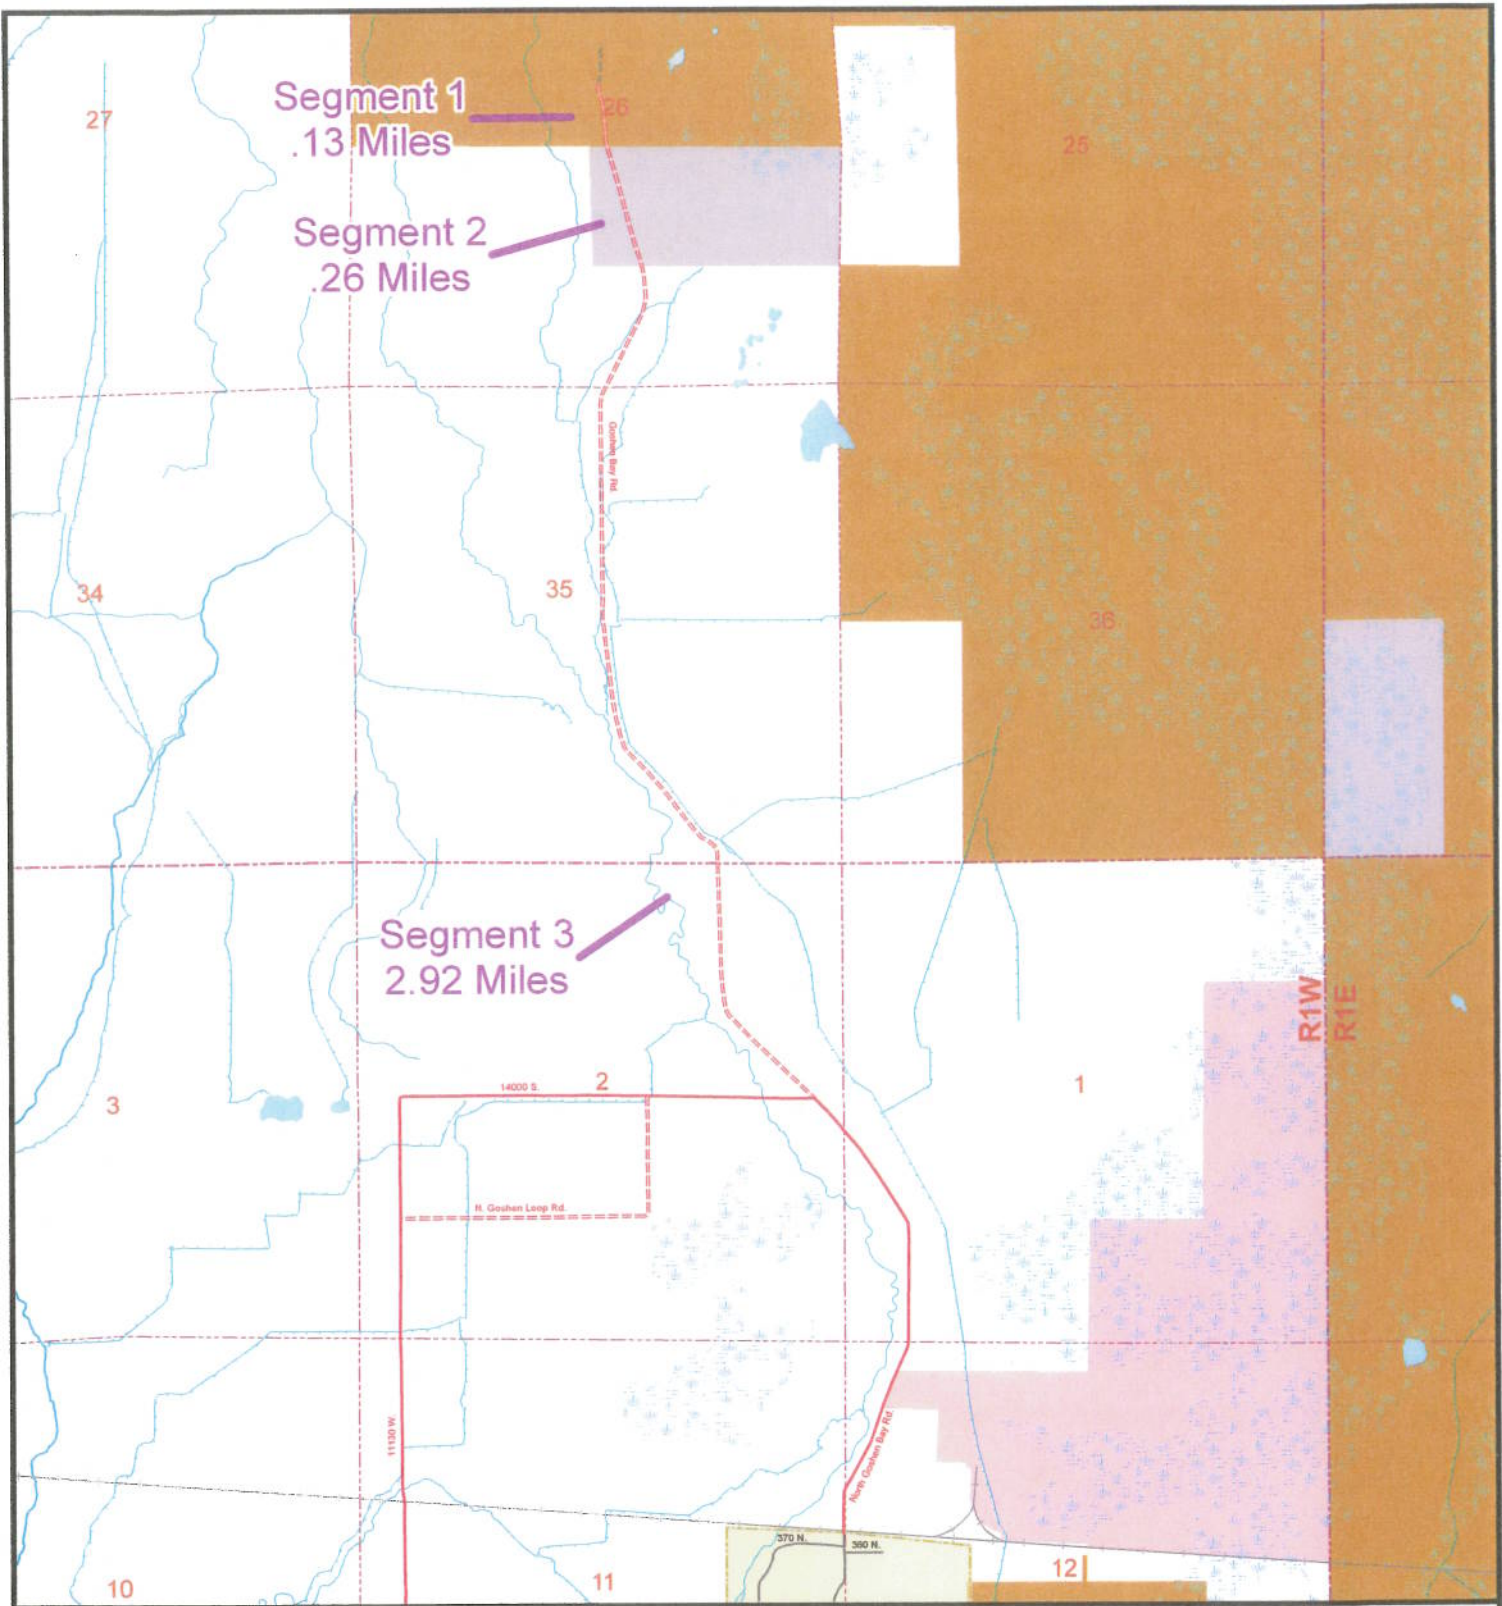 Segment 1
.13 Miles
27
26
25
Segment 2
.26 Miles
Goshen Bay Rd.
34
35
36
Segment 3
2.92 Miles
R1W
R1E
3
14000 S.
2
1
N. Goshen Loop Rd.
11130 W.
North Goshen Bay Rd.
370 N.
360 N.
10
11
12